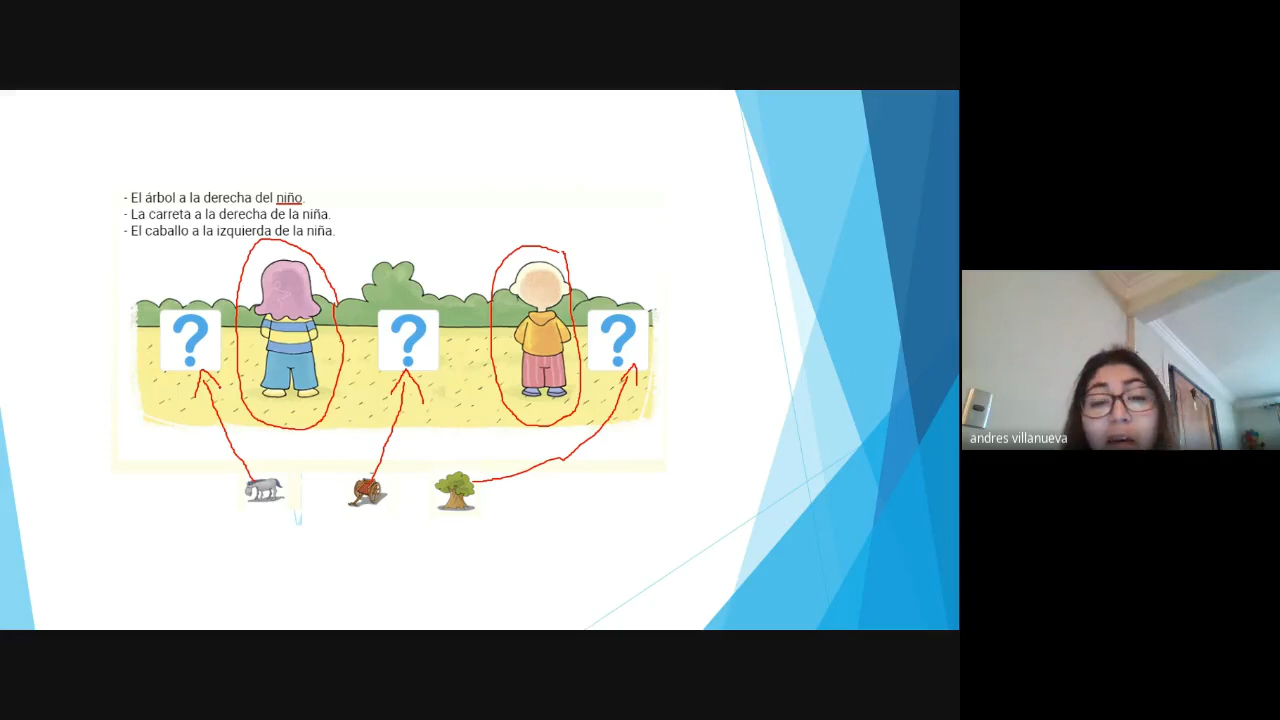 - El árbol a la derecha del niño.
- La carreta a la derecha de la niña.
- El caballo a la izquierda de la niña.
? ? ?
andres villanueva